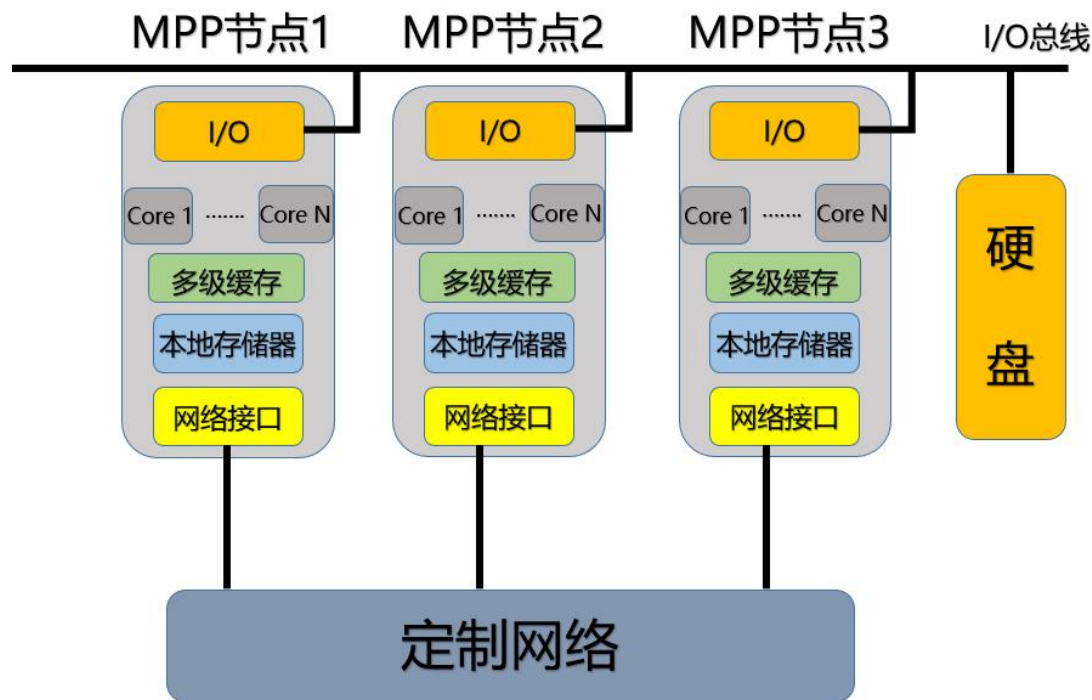 MPP节点1 MPP节点2 MPP节点3 I/O总线
I/O I/O I/O
Core 1 ....... Core N Core 1 ....... Core N Core 1 ....... Core N
多级缓存 多级缓存 多级缓存
本地存储器 本地存储器 本地存储器
网络接口 网络接口 网络接口
硬
盘
定制网络